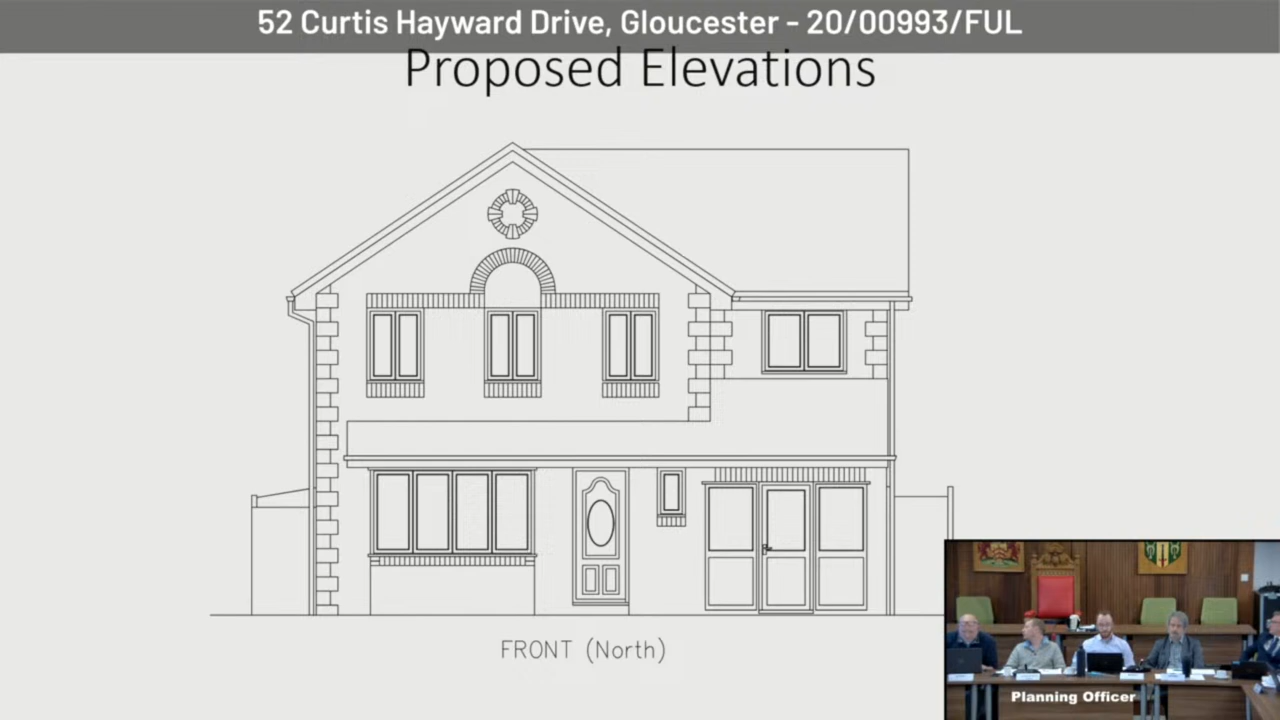 52 Curtis Hayward Drive, Gloucester - 20/00993/FUL
Proposed Elevations
FRONT (North)
Planning Officer